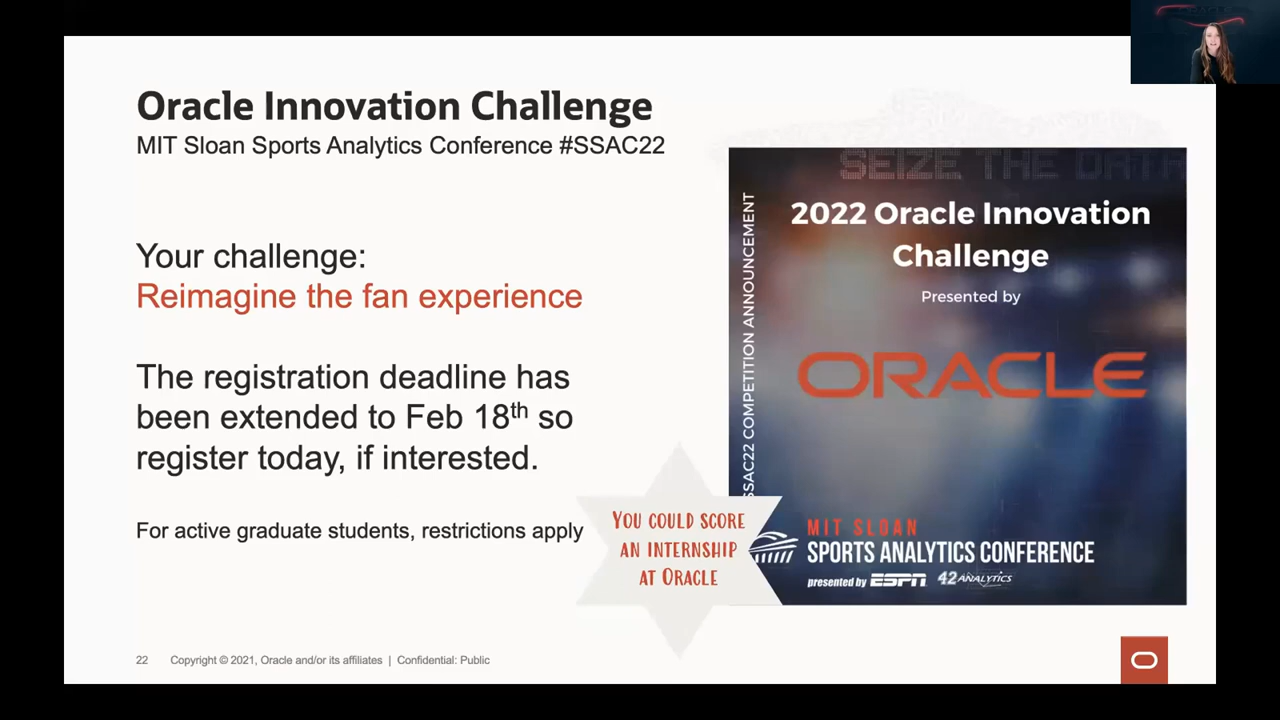 Oracle Innovation Challenge
MIT Sloan Sports Analytics Conference #SSAC22
Your challenge:
Reimagine the fan experience
The registration deadline has
been extended to Feb 18th so
register today, if interested.
For active graduate students, restrictions apply
YOU COULD SCORE
AN INTERNSHIP
AT ORACLE
SEIZE THE DATA
SSAC22 COMPETITION ANNOUNCEMENT
2022 Oracle Innovation
Challenge
Presented by
ORACLE
MIT SLOAN
SPORTS ANALYTICS CONFERENCE
presented by ESPN 42 ANALYTICS
22 Copyright © 2021, Oracle and/or its affiliates | Confidential: Public